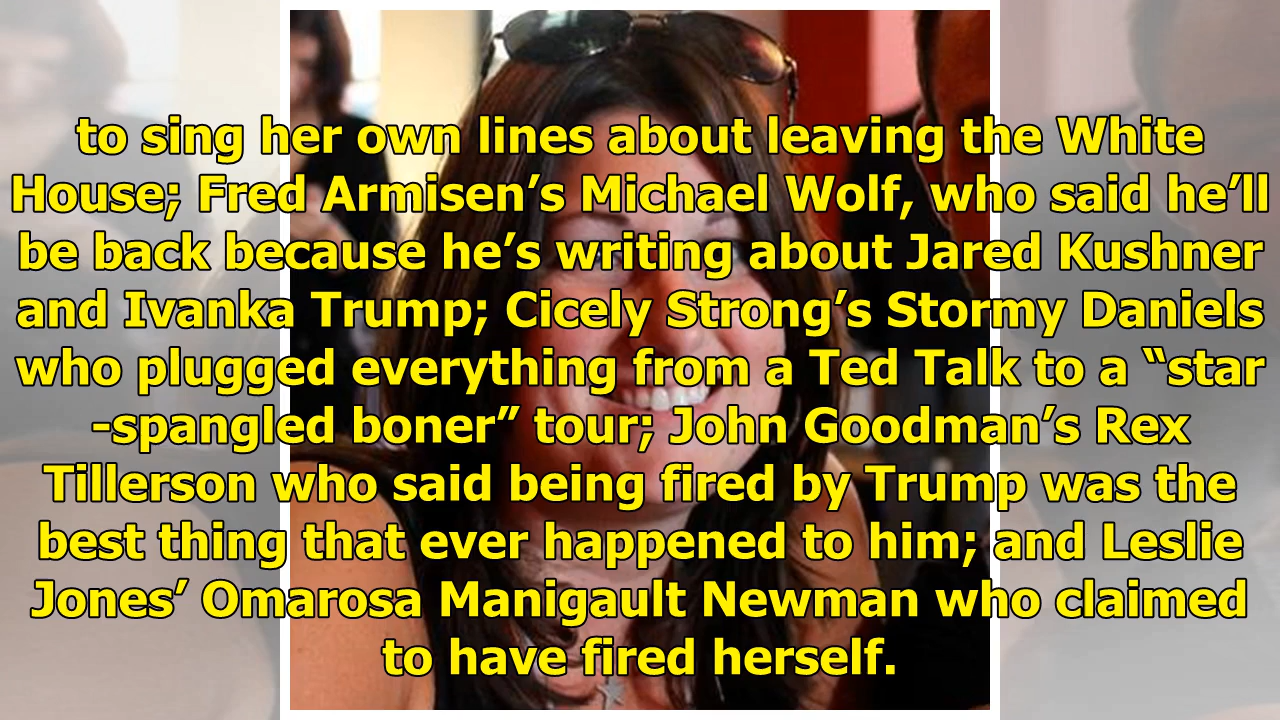 to sing her own lines about leaving the White
House; Fred Armisen’s Michael Wolf, who said he’ll
be back because he’s writing about Jared Kushner
and Ivanka Trump; Cicely Strong’s Stormy Daniels
who plugged everything from a Ted Talk to a “star
-spangled boner” tour; John Goodman’s Rex
Tillerson who said being fired by Trump was the
best thing that ever happened to him; and Leslie
Jones’ Omarosa Manigault Newman who claimed
to have fired herself.